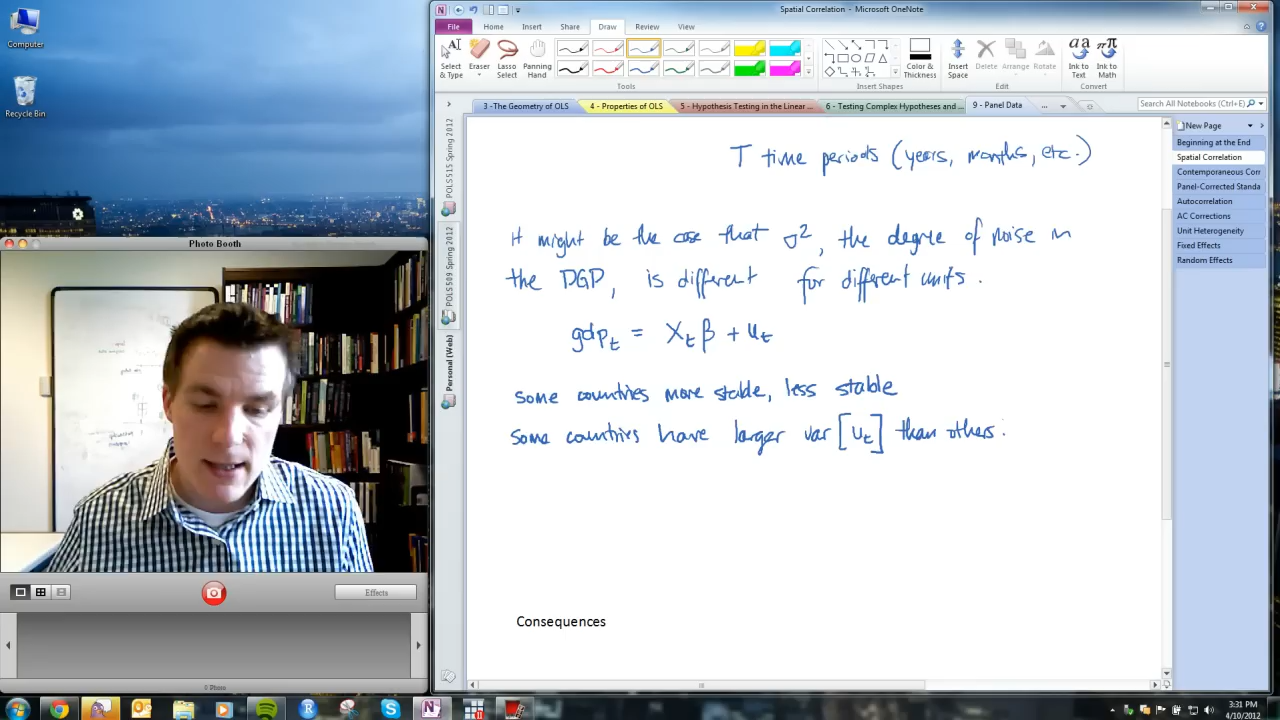 Spatial Correlation - Microsoft OneNote
File Home Insert Share Draw Review View
Select & Type
Eraser
Lasso Select
Panning Hand
Color & Thickness
Insert Space
Delete
Arrange
Rotate
Ink to Text
Ink to Math
Tools
Insert Shapes
Edit
Convert
3 -The Geometry of OLS
4 - Properties of OLS
5 - Hypothesis Testing in the Linear ...
6 - Testing Complex Hypotheses and ...
9 - Panel Data
...
Search All Notebooks (Ctrl+E)
Computer
Recycle Bin
POLS 515 Spring 2012
POLS 509 Spring 2012
Personal (Web)
New Page
Beginning at the End
Spatial Correlation
Contemporaneous Corr
Panel-Corrected Standa
Autocorrelation
AC Corrections
Unit Heterogeneity
Fixed Effects
Random Effects
T time periods (years, months, etc.)
It might be the case that σ², the degree of noise in
the DGP, is different for different units.
gdp_t = X_t β + u_t
some countries more stable, less stable
some countries have larger var [u_t] than others.
Consequences
Photo Booth
Effects
0 Photo
3:31 PM
4/10/2012